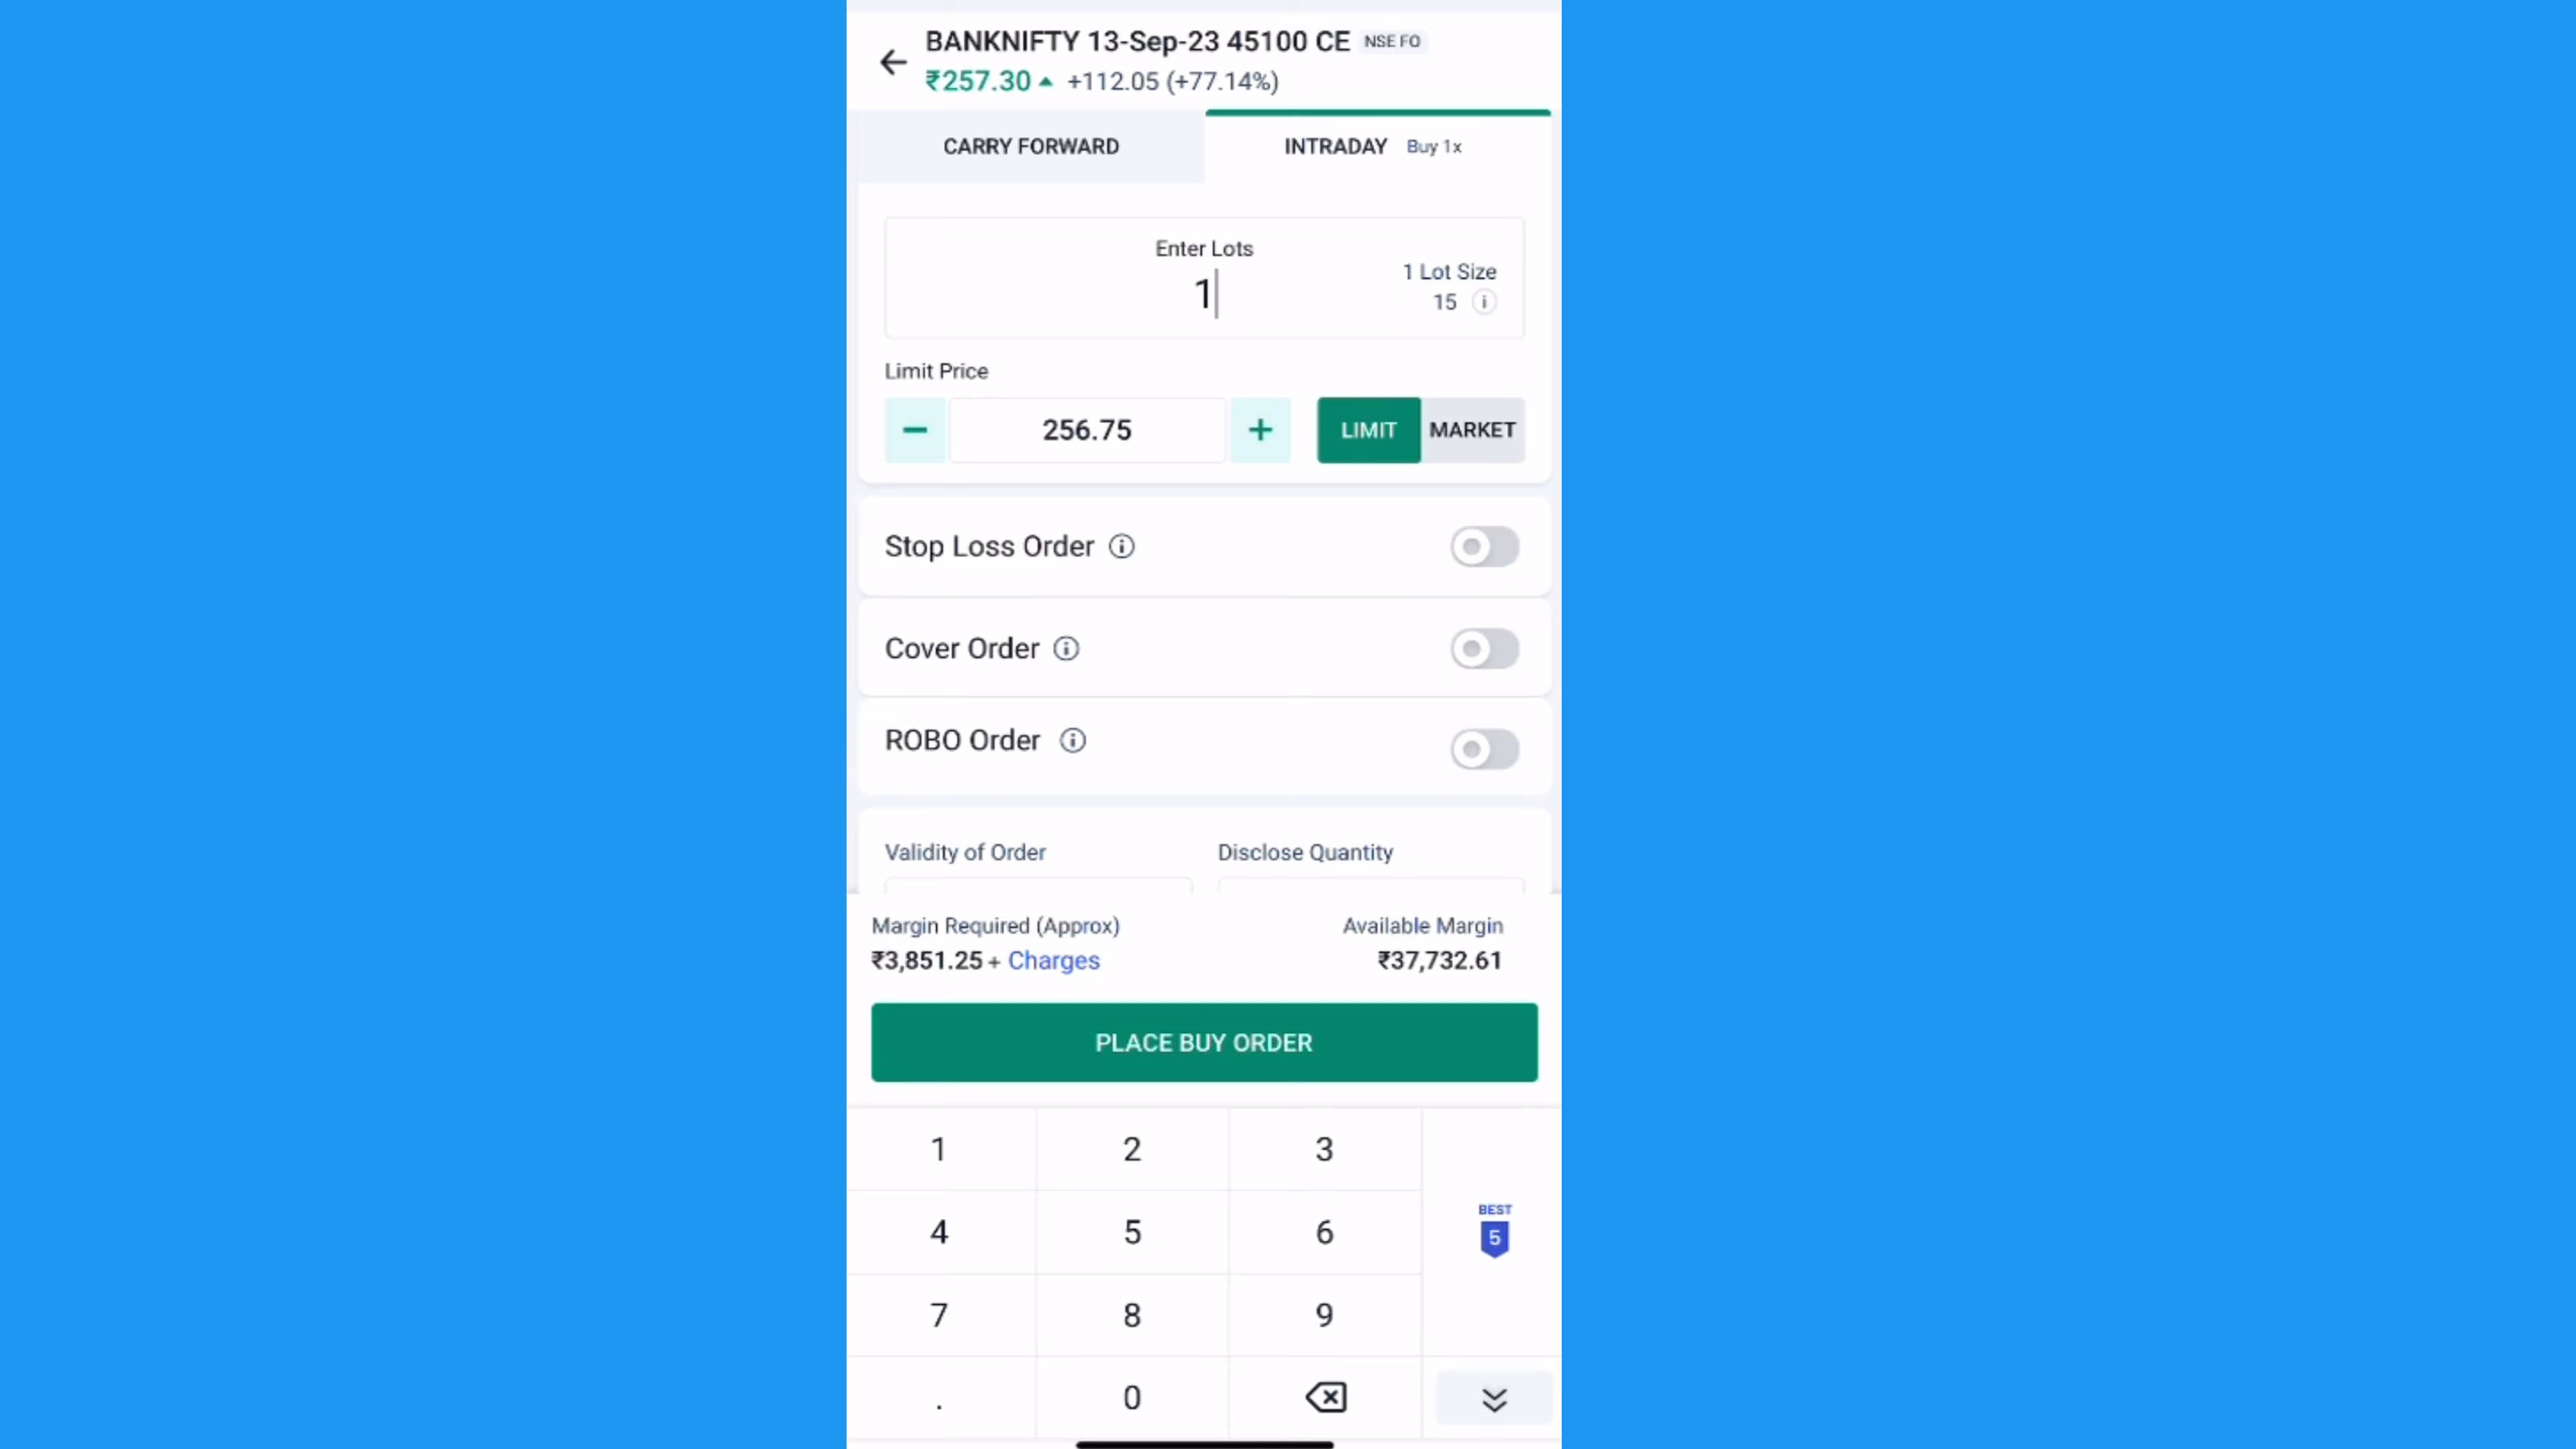 BANKNIFTY 13-Sep-23 45100 CE NSE FO
₹257.30 ▲ +112.05 (+77.14%)
CARRY FORWARD INTRADAY Buy 1x
Enter Lots
1
1 Lot Size
15
Limit Price
256.75
LIMIT MARKET
Stop Loss Order
Cover Order
ROBO Order
Validity of Order Disclose Quantity
Margin Required (Approx) Available Margin
₹3,851.25 + Charges ₹37,732.61
PLACE BUY ORDER
1 2 3
4 5 6
BEST
5
7 8 9
. 0